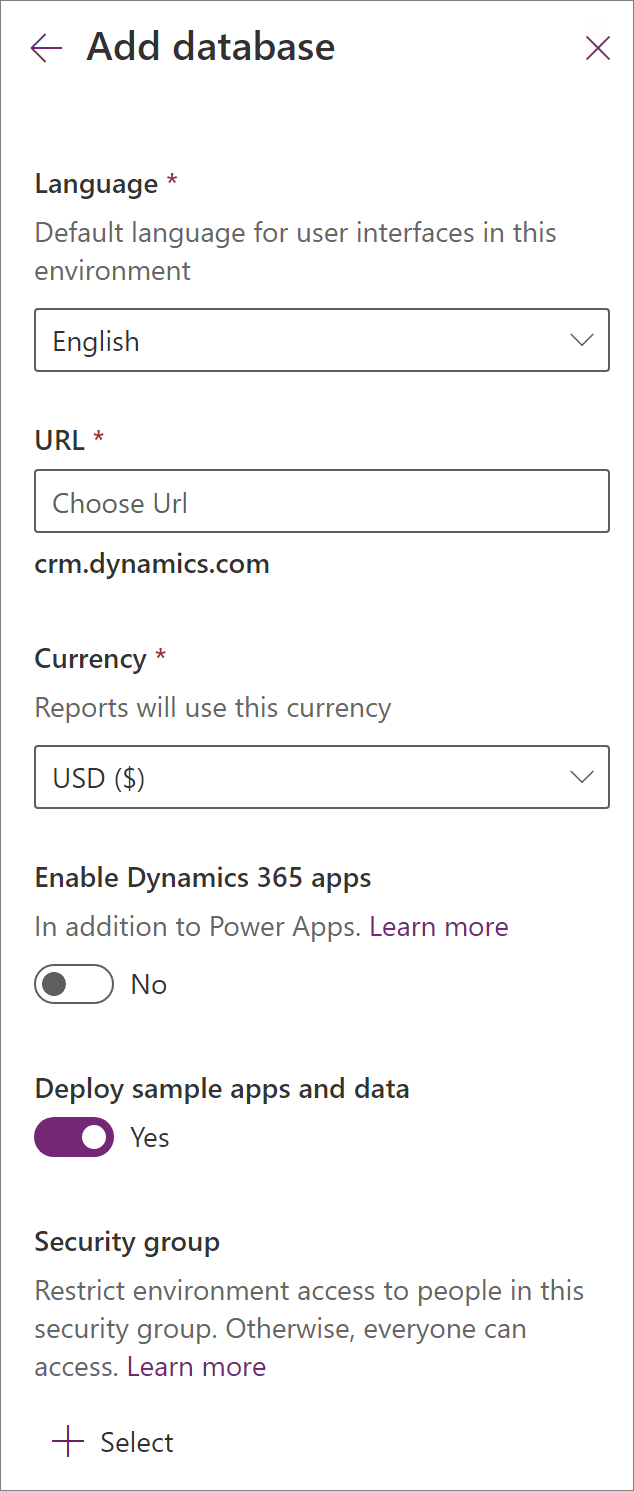 Add database
Language *
Default language for user interfaces in this
environment
English
URL *
Choose Url
crm.dynamics.com
Currency *
Reports will use this currency
USD ($)
Enable Dynamics 365 apps
In addition to Power Apps. Learn more
No
Deploy sample apps and data
Yes
Security group
Restrict environment access to people in this
security group. Otherwise, everyone can
access. Learn more
Select